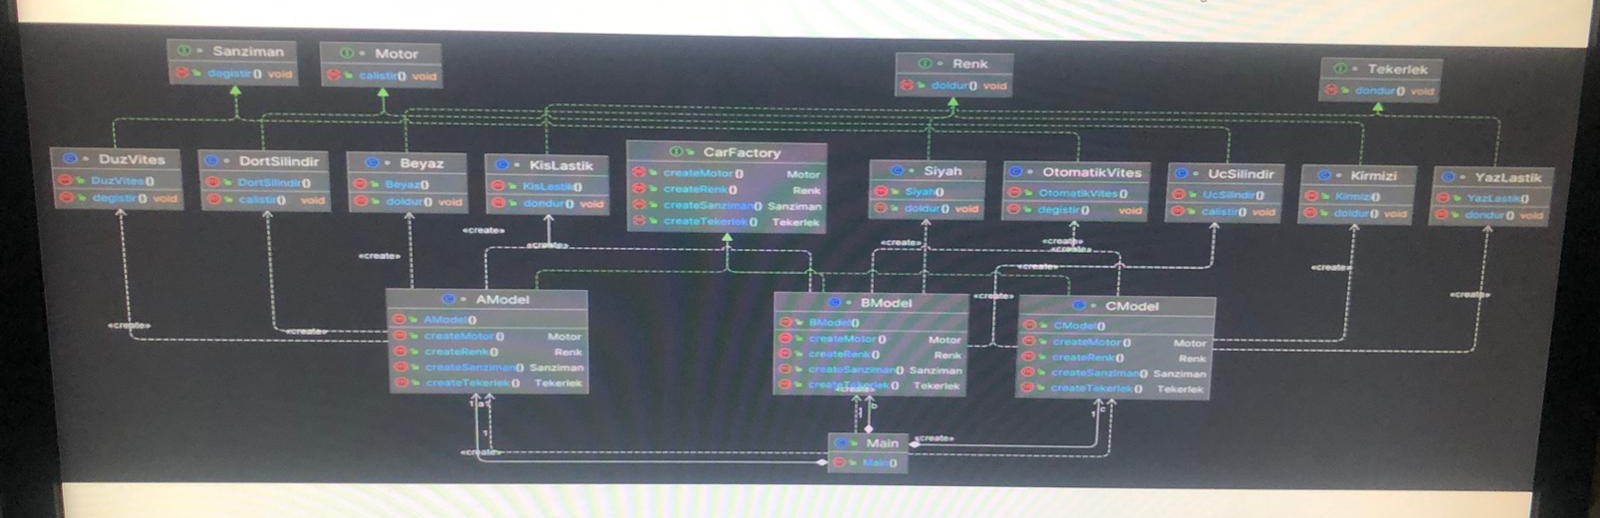 Sanziman
degistir() void
Motor
calistir() void
Renk
doldur() void
Tekerlek
dondur() void
DuzVites
DuzVites()
degistir() void
DortSilindir
DortSilindir()
calistir() void
Beyaz
Beyaz()
doldur() void
KisLastik
KisLastik()
dondur() void
CarFactory
createMotor() Motor
createRenk() Renk
createSanziman() Sanziman
createTekerlek() Tekerlek
Siyah
Siyah()
doldur() void
OtomatikVites
OtomatikVites()
degistir() void
UcSilindir
UcSilindir()
calistir() void
Kirmizi
Kirmizi()
doldur() void
YazLastik
YazLastik()
dondur() void
«create»
«create»
«create»
«create»
«create»
«create»
«create»
«create»
«create»
«create»
«create»
«create»
AModel
AModel()
createMotor() Motor
createRenk() Renk
createSanziman() Sanziman
createTekerlek() Tekerlek
BModel
BModel()
createMotor() Motor
createRenk() Renk
createSanziman() Sanziman
createTekerlek() Tekerlek
«create»
CModel
CModel()
createMotor() Motor
createRenk() Renk
createSanziman() Sanziman
createTekerlek() Tekerlek
1
a
1
1
b
1
c
«create»
«create»
Main
Main()